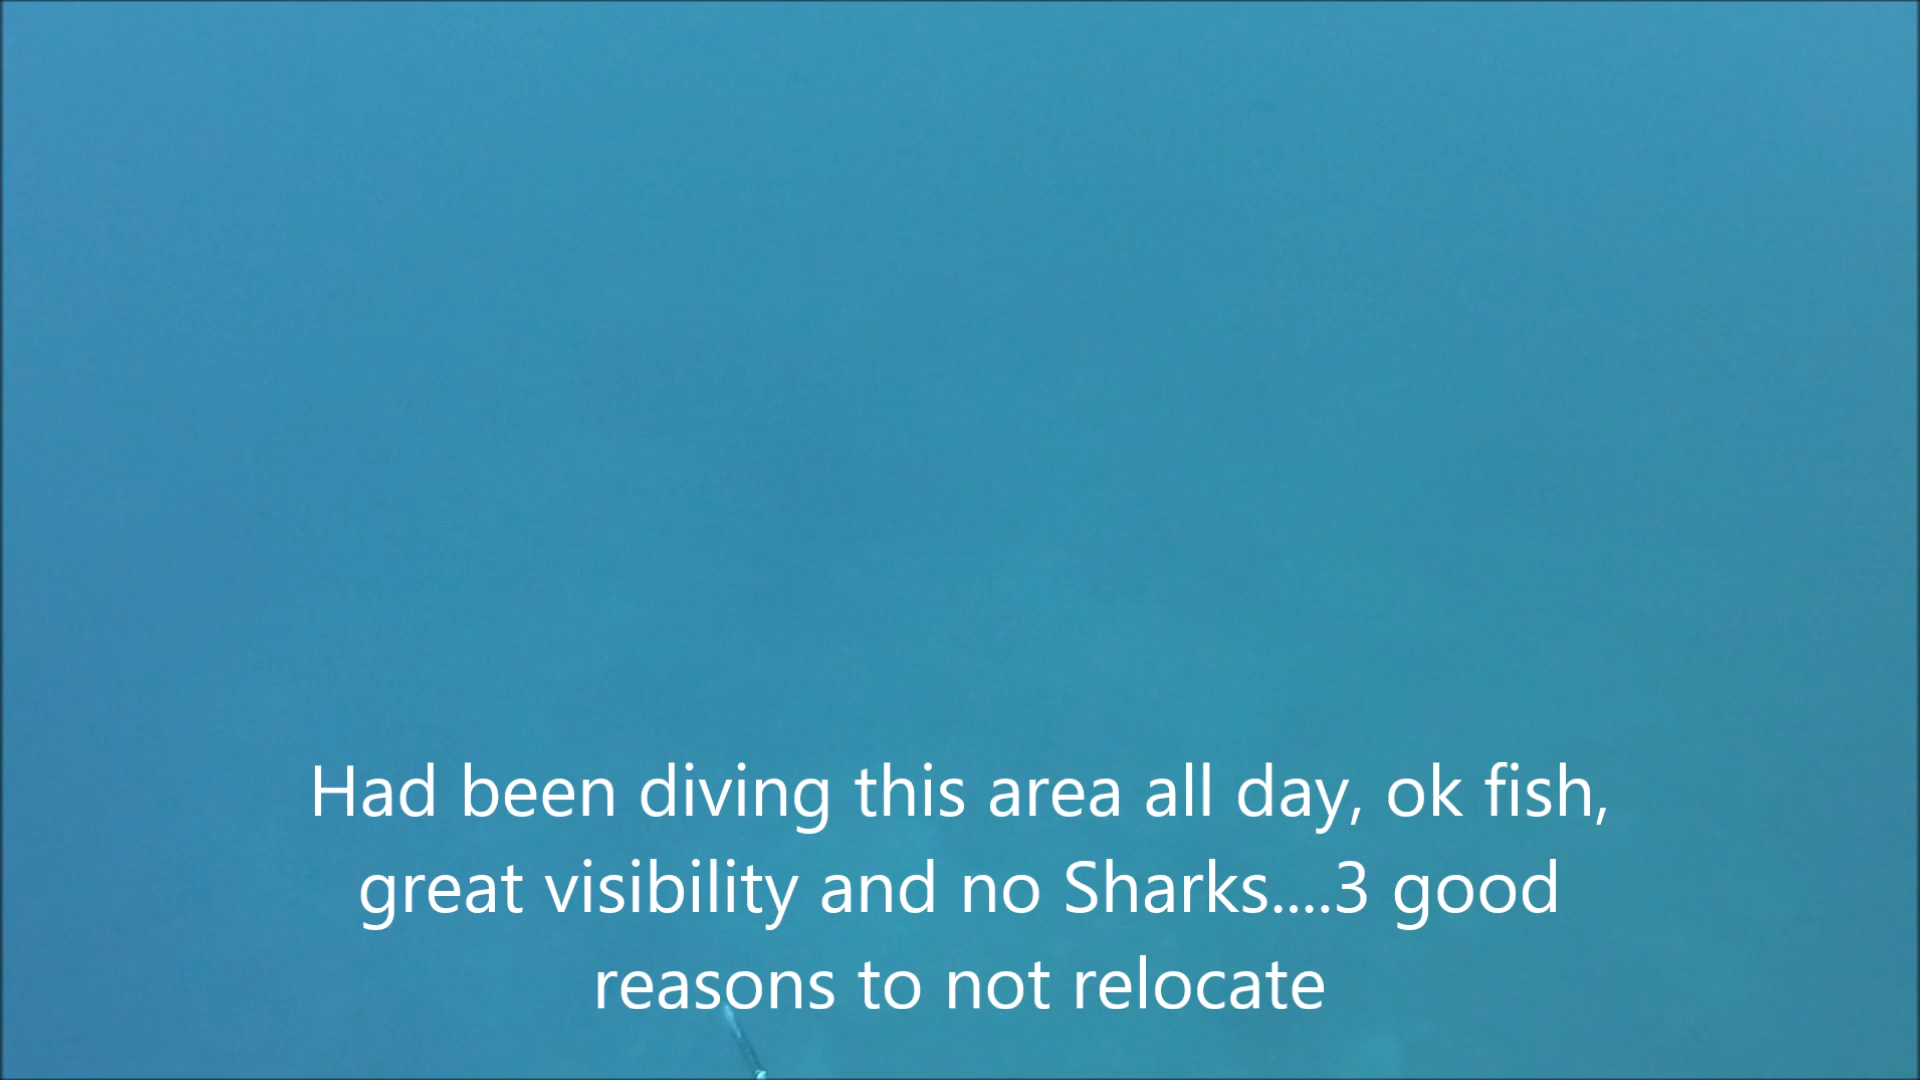 Had been diving this area all day, ok fish,
great visibility and no Sharks....3 good
reasons to not relocate